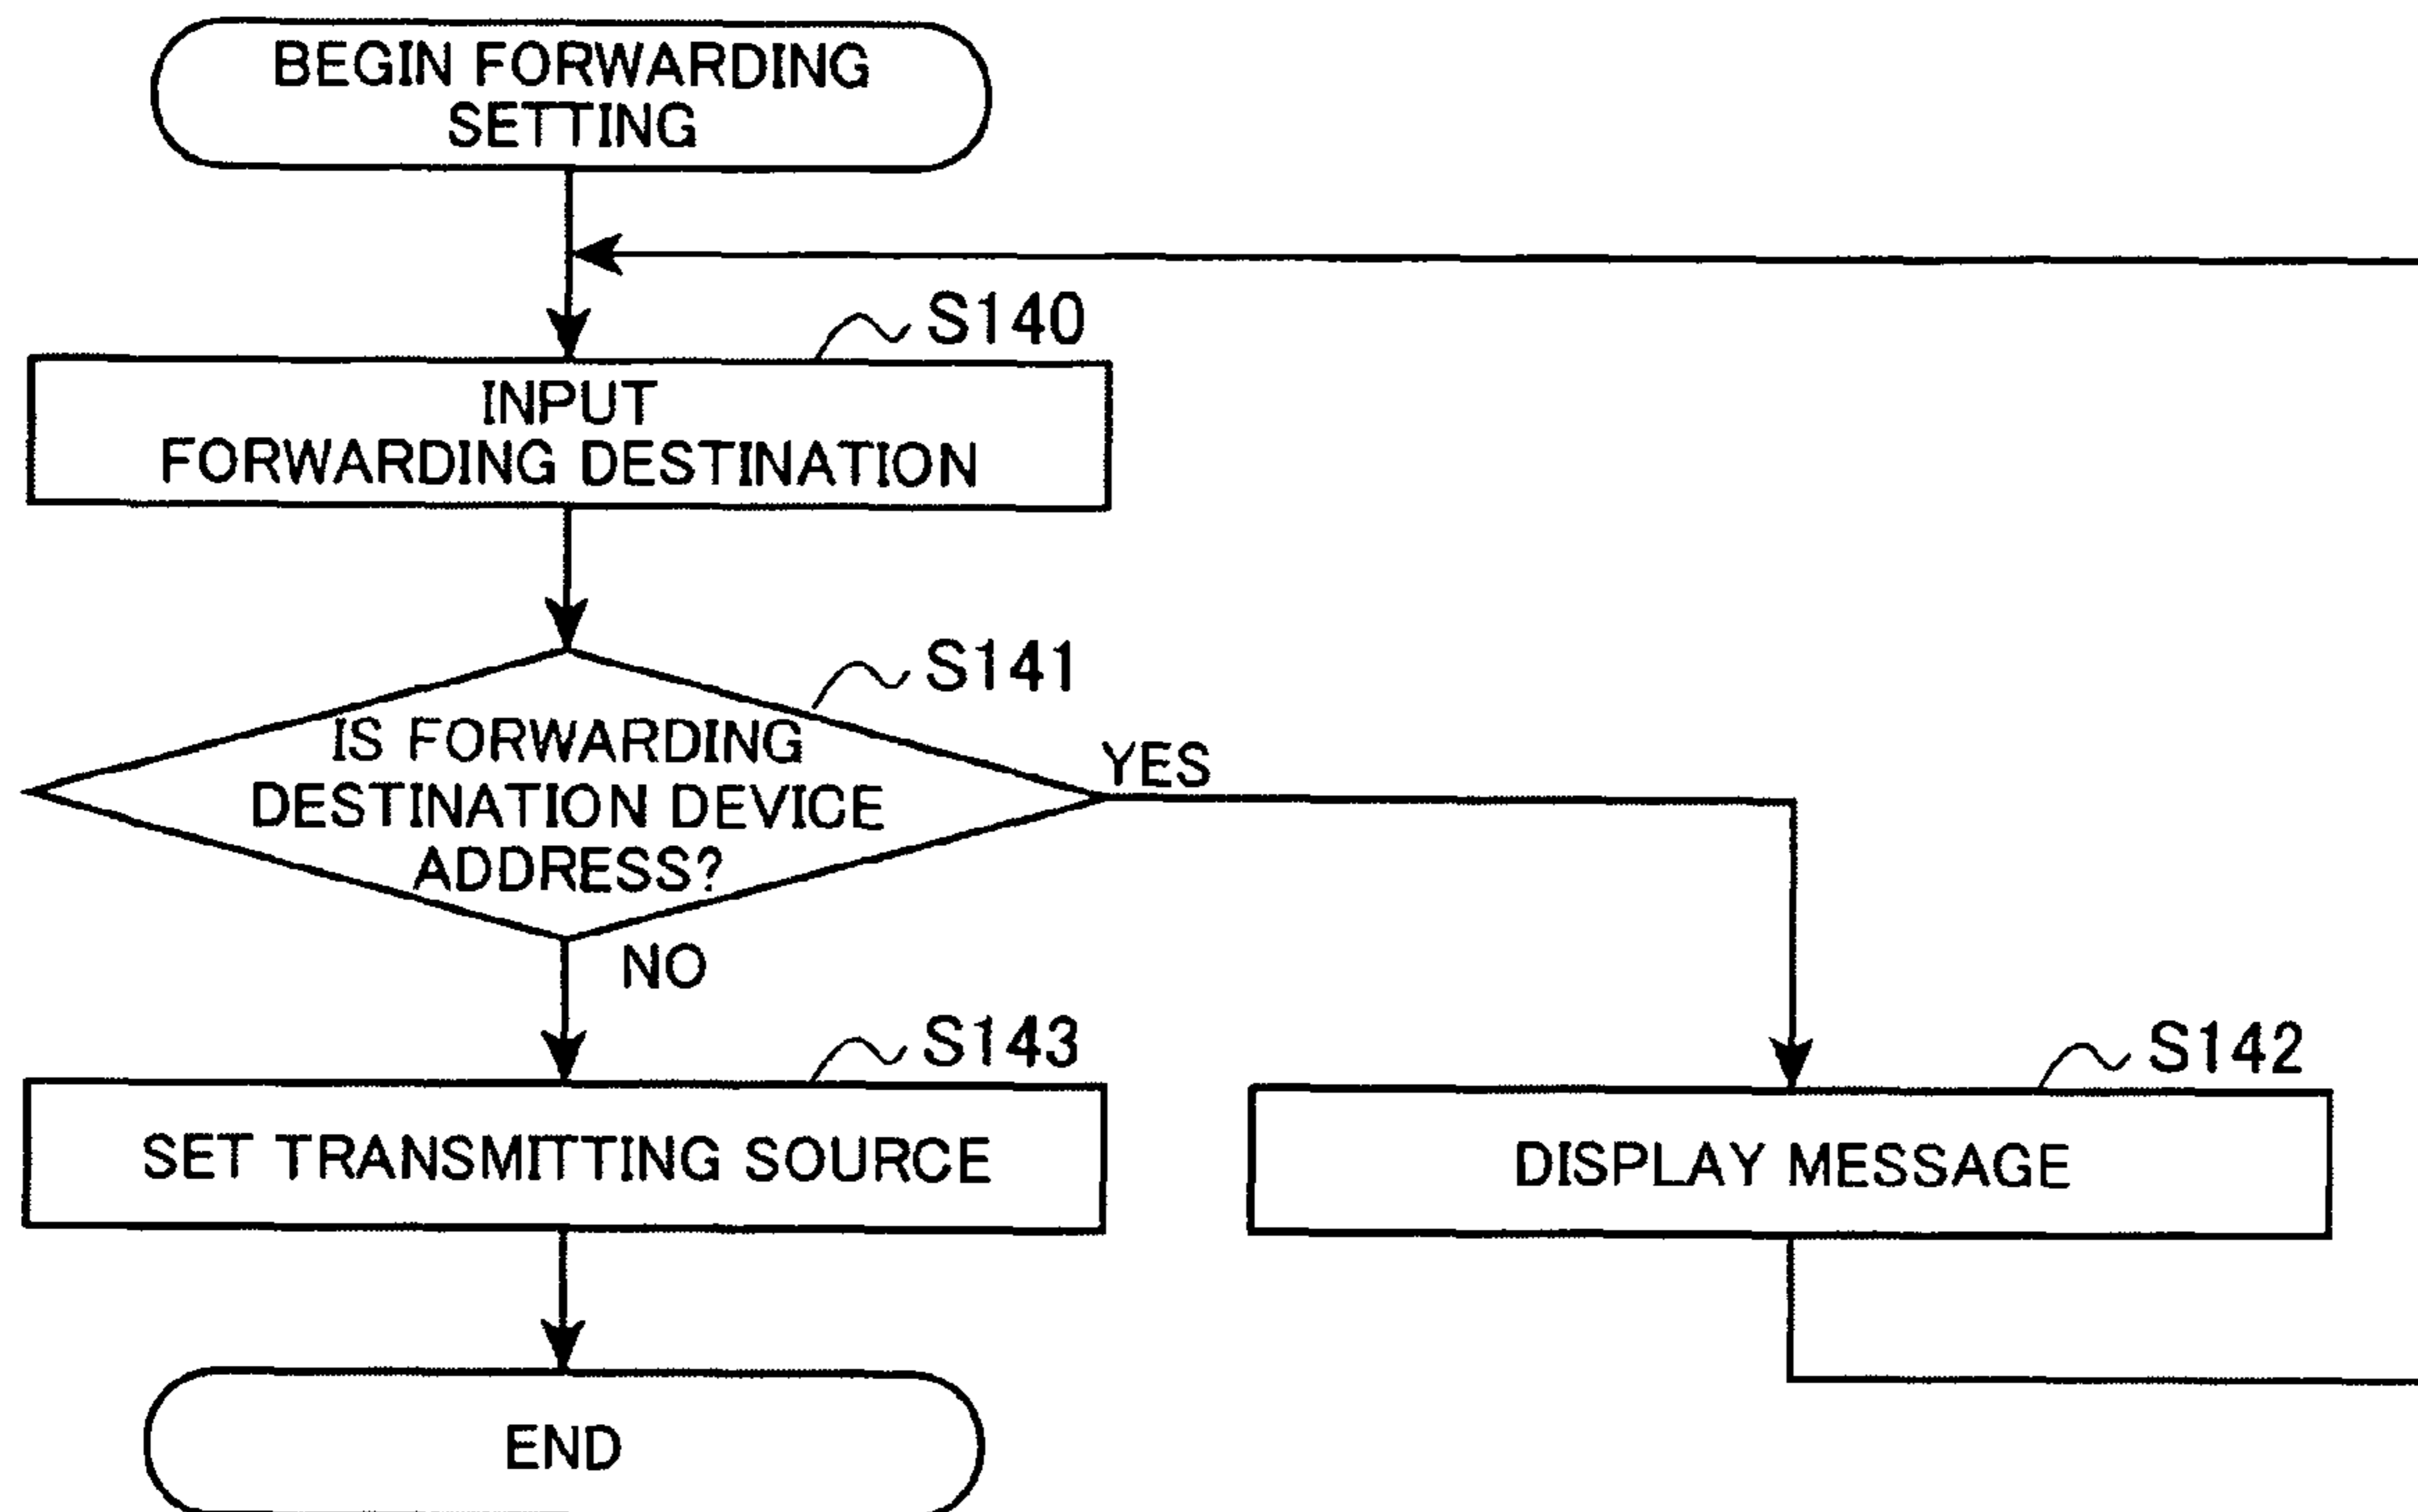 BEGIN FORWARDING
SETTING
S140
INPUT
FORWARDING DESTINATION
S141
IS FORWARDING
DESTINATION DEVICE
ADDRESS?
YES
NO
S143
SET TRANSMITTING SOURCE
S142
DISPLAY MESSAGE
END